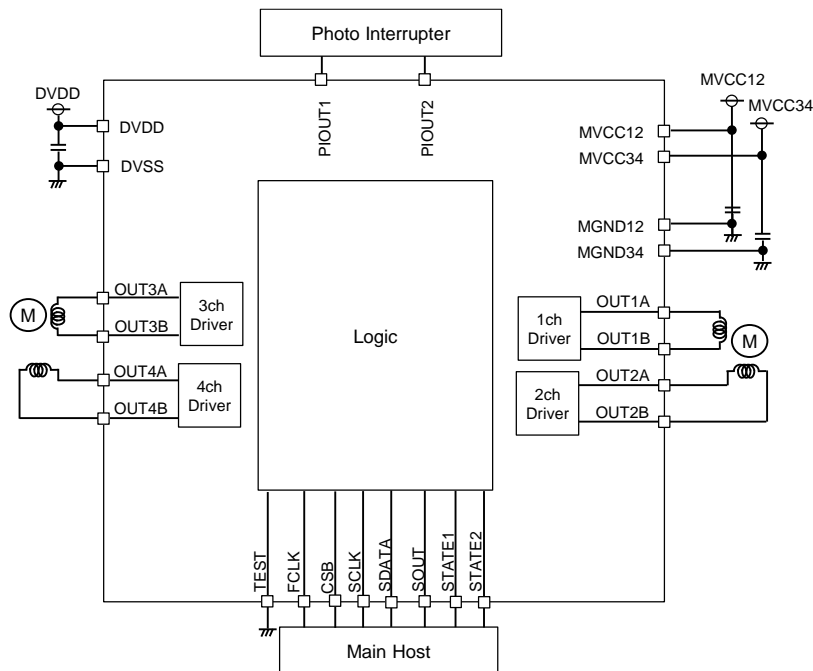 Photo Interrupter
DVDD
MVCC12
MVCC34
DVDD
DVSS
PIOUT1
PIOUT2
MVCC12
MVCC34
MGND12
MGND34
OUT3A
3ch
Driver
OUT3B
M
OUT4A
4ch
Driver
OUT4B
Logic
OUT1A
1ch
Driver
OUT1B
M
OUT2A
2ch
Driver
OUT2B
TEST
FCLK
CSB
SCLK
SDATA
SOUT
STATE1
STATE2
Main Host